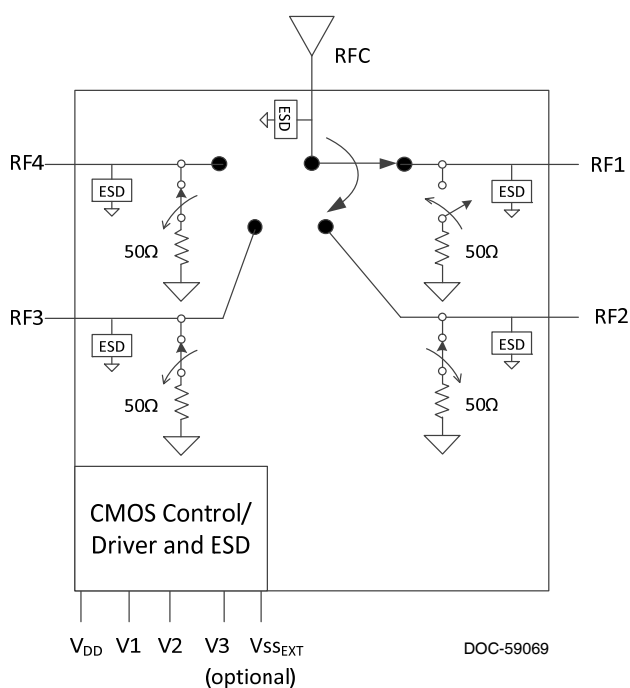 RFC
ESD
RF4
RF1
ESD
ESD
50Ω
50Ω
RF3
RF2
ESD
ESD
50Ω
50Ω
CMOS Control/
Driver and ESD
VDD V1 V2 V3 VSSEXT
(optional)
DOC-59069